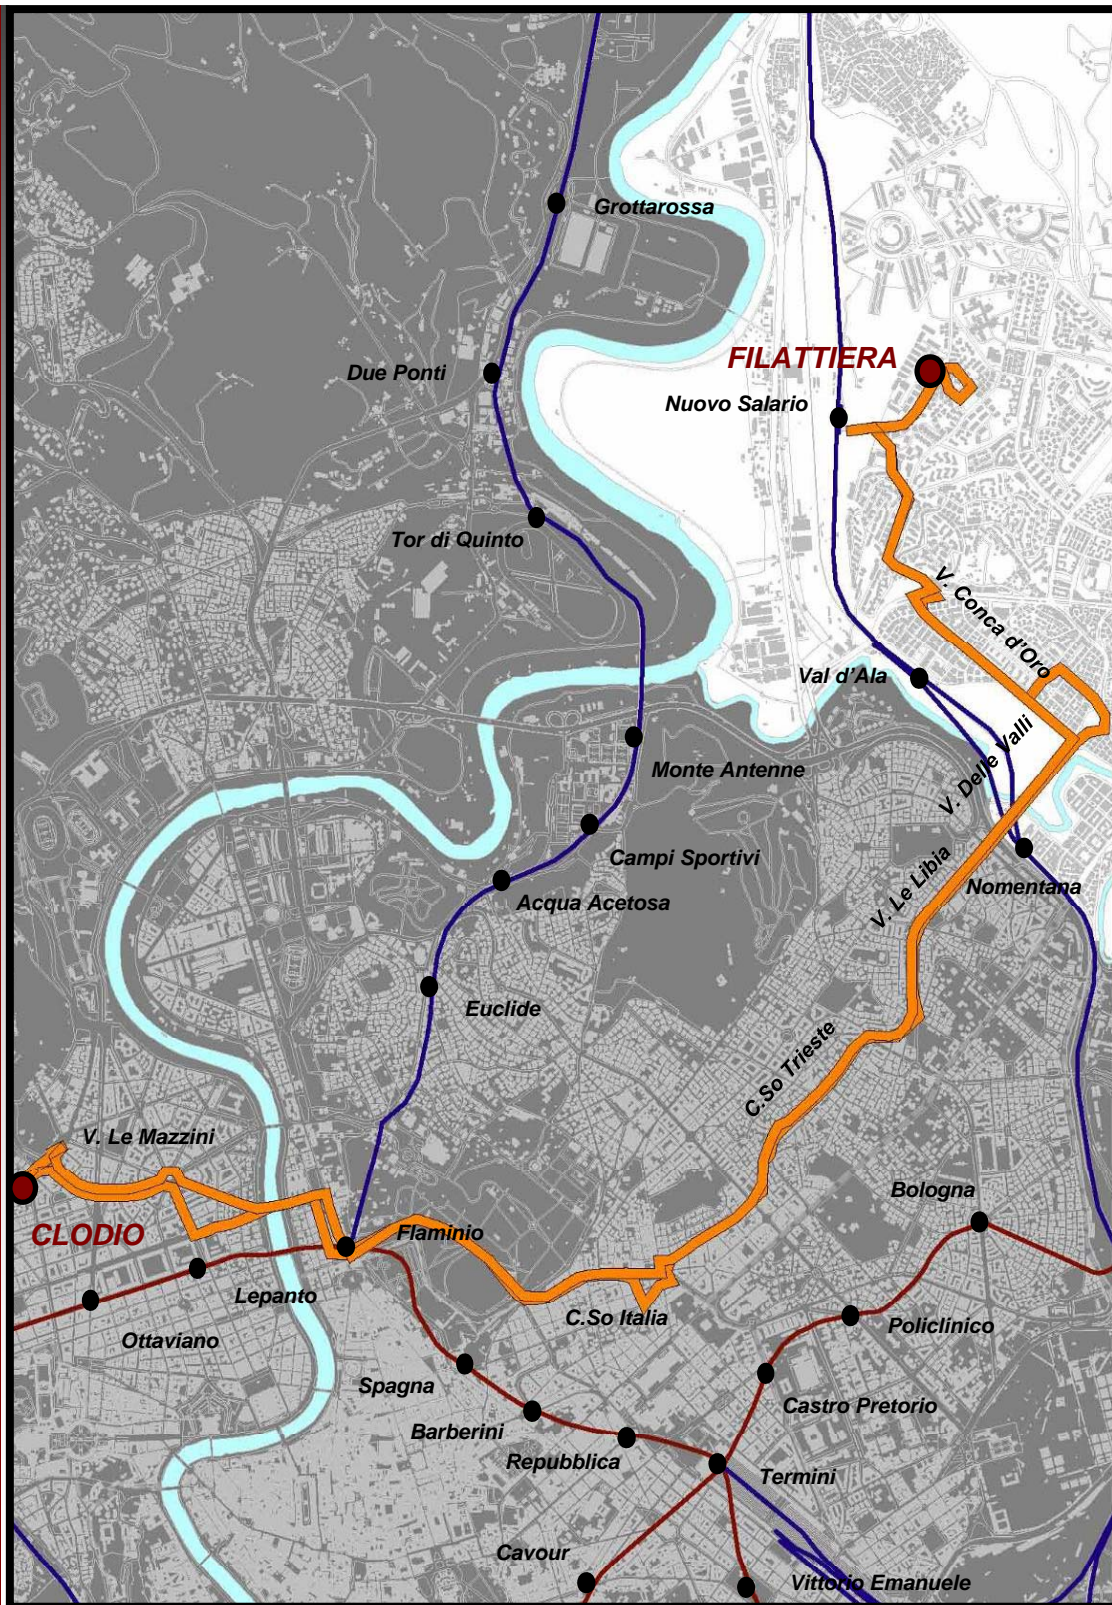 Grottarossa
FILATTIERA
Due Ponti
Nuovo Salario
Tor di Quinto
V. Conca d'Oro
Val d'Ala
V. Delle Valli
Monte Antenne
Campi Sportivi
V. Le Libia
Nomentana
Acqua Acetosa
Euclide
C.So Trieste
V. Le Mazzini
Bologna
CLODIO
Flaminio
Lepanto
C.So Italia
Policlinico
Ottaviano
Spagna
Castro Pretorio
Barberini
Repubblica
Termini
Cavour
Vittorio Emanuele